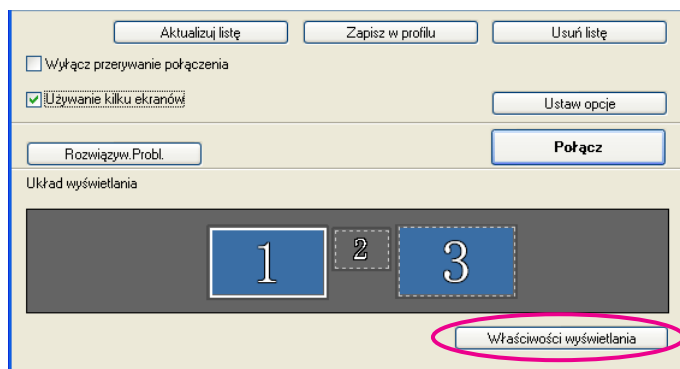 Aktualizuj listę Zapisz w profilu Usuń listę
Wyłącz przerywanie połączenia
Używanie kilku ekranów
Ustaw opcje
Połącz
Rozwiązyw.Probl.
Układ wyświetlania
1 2 3
Właściwości wyświetlania